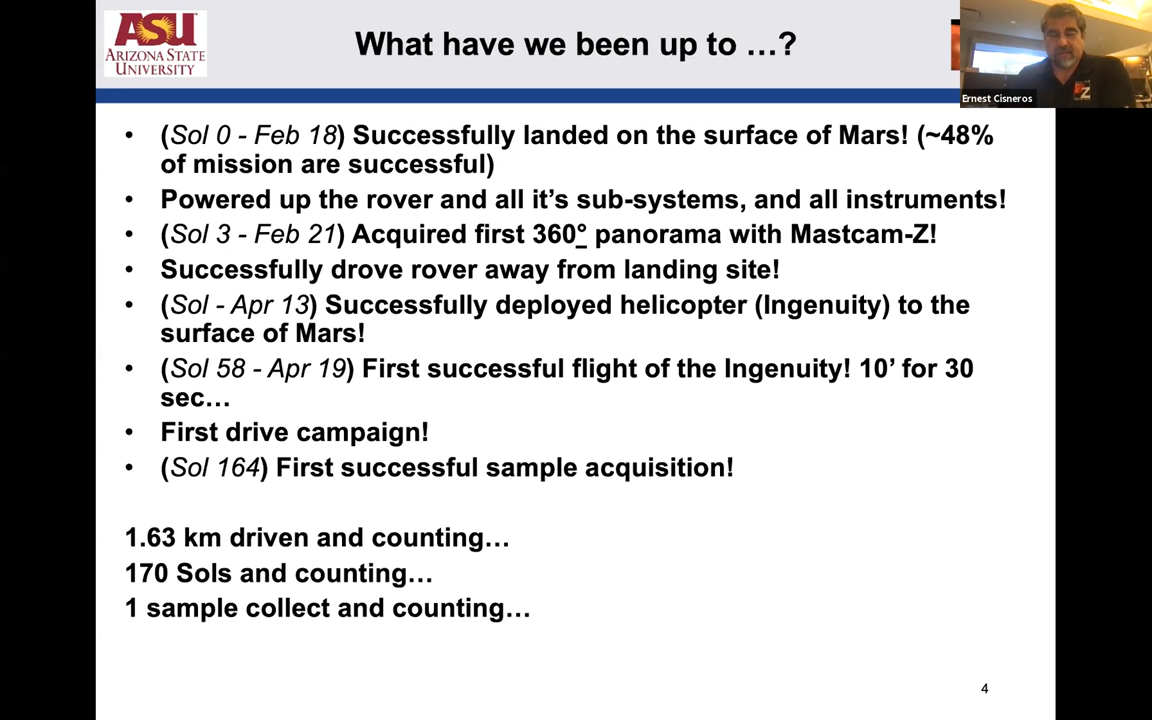 ASU
ARIZONA STATE
UNIVERSITY
What have we been up to …?
Ernest Cisneros
• (Sol 0 - Feb 18) Successfully landed on the surface of Mars! (~48%
of mission are successful)
• Powered up the rover and all it’s sub-systems, and all instruments!
• (Sol 3 - Feb 21) Acquired first 360° panorama with Mastcam-Z!
• Successfully drove rover away from landing site!
• (Sol - Apr 13) Successfully deployed helicopter (Ingenuity) to the
surface of Mars!
• (Sol 58 - Apr 19) First successful flight of the Ingenuity! 10’ for 30
sec…
• First drive campaign!
• (Sol 164) First successful sample acquisition!
1.63 km driven and counting…
170 Sols and counting…
1 sample collect and counting…
4